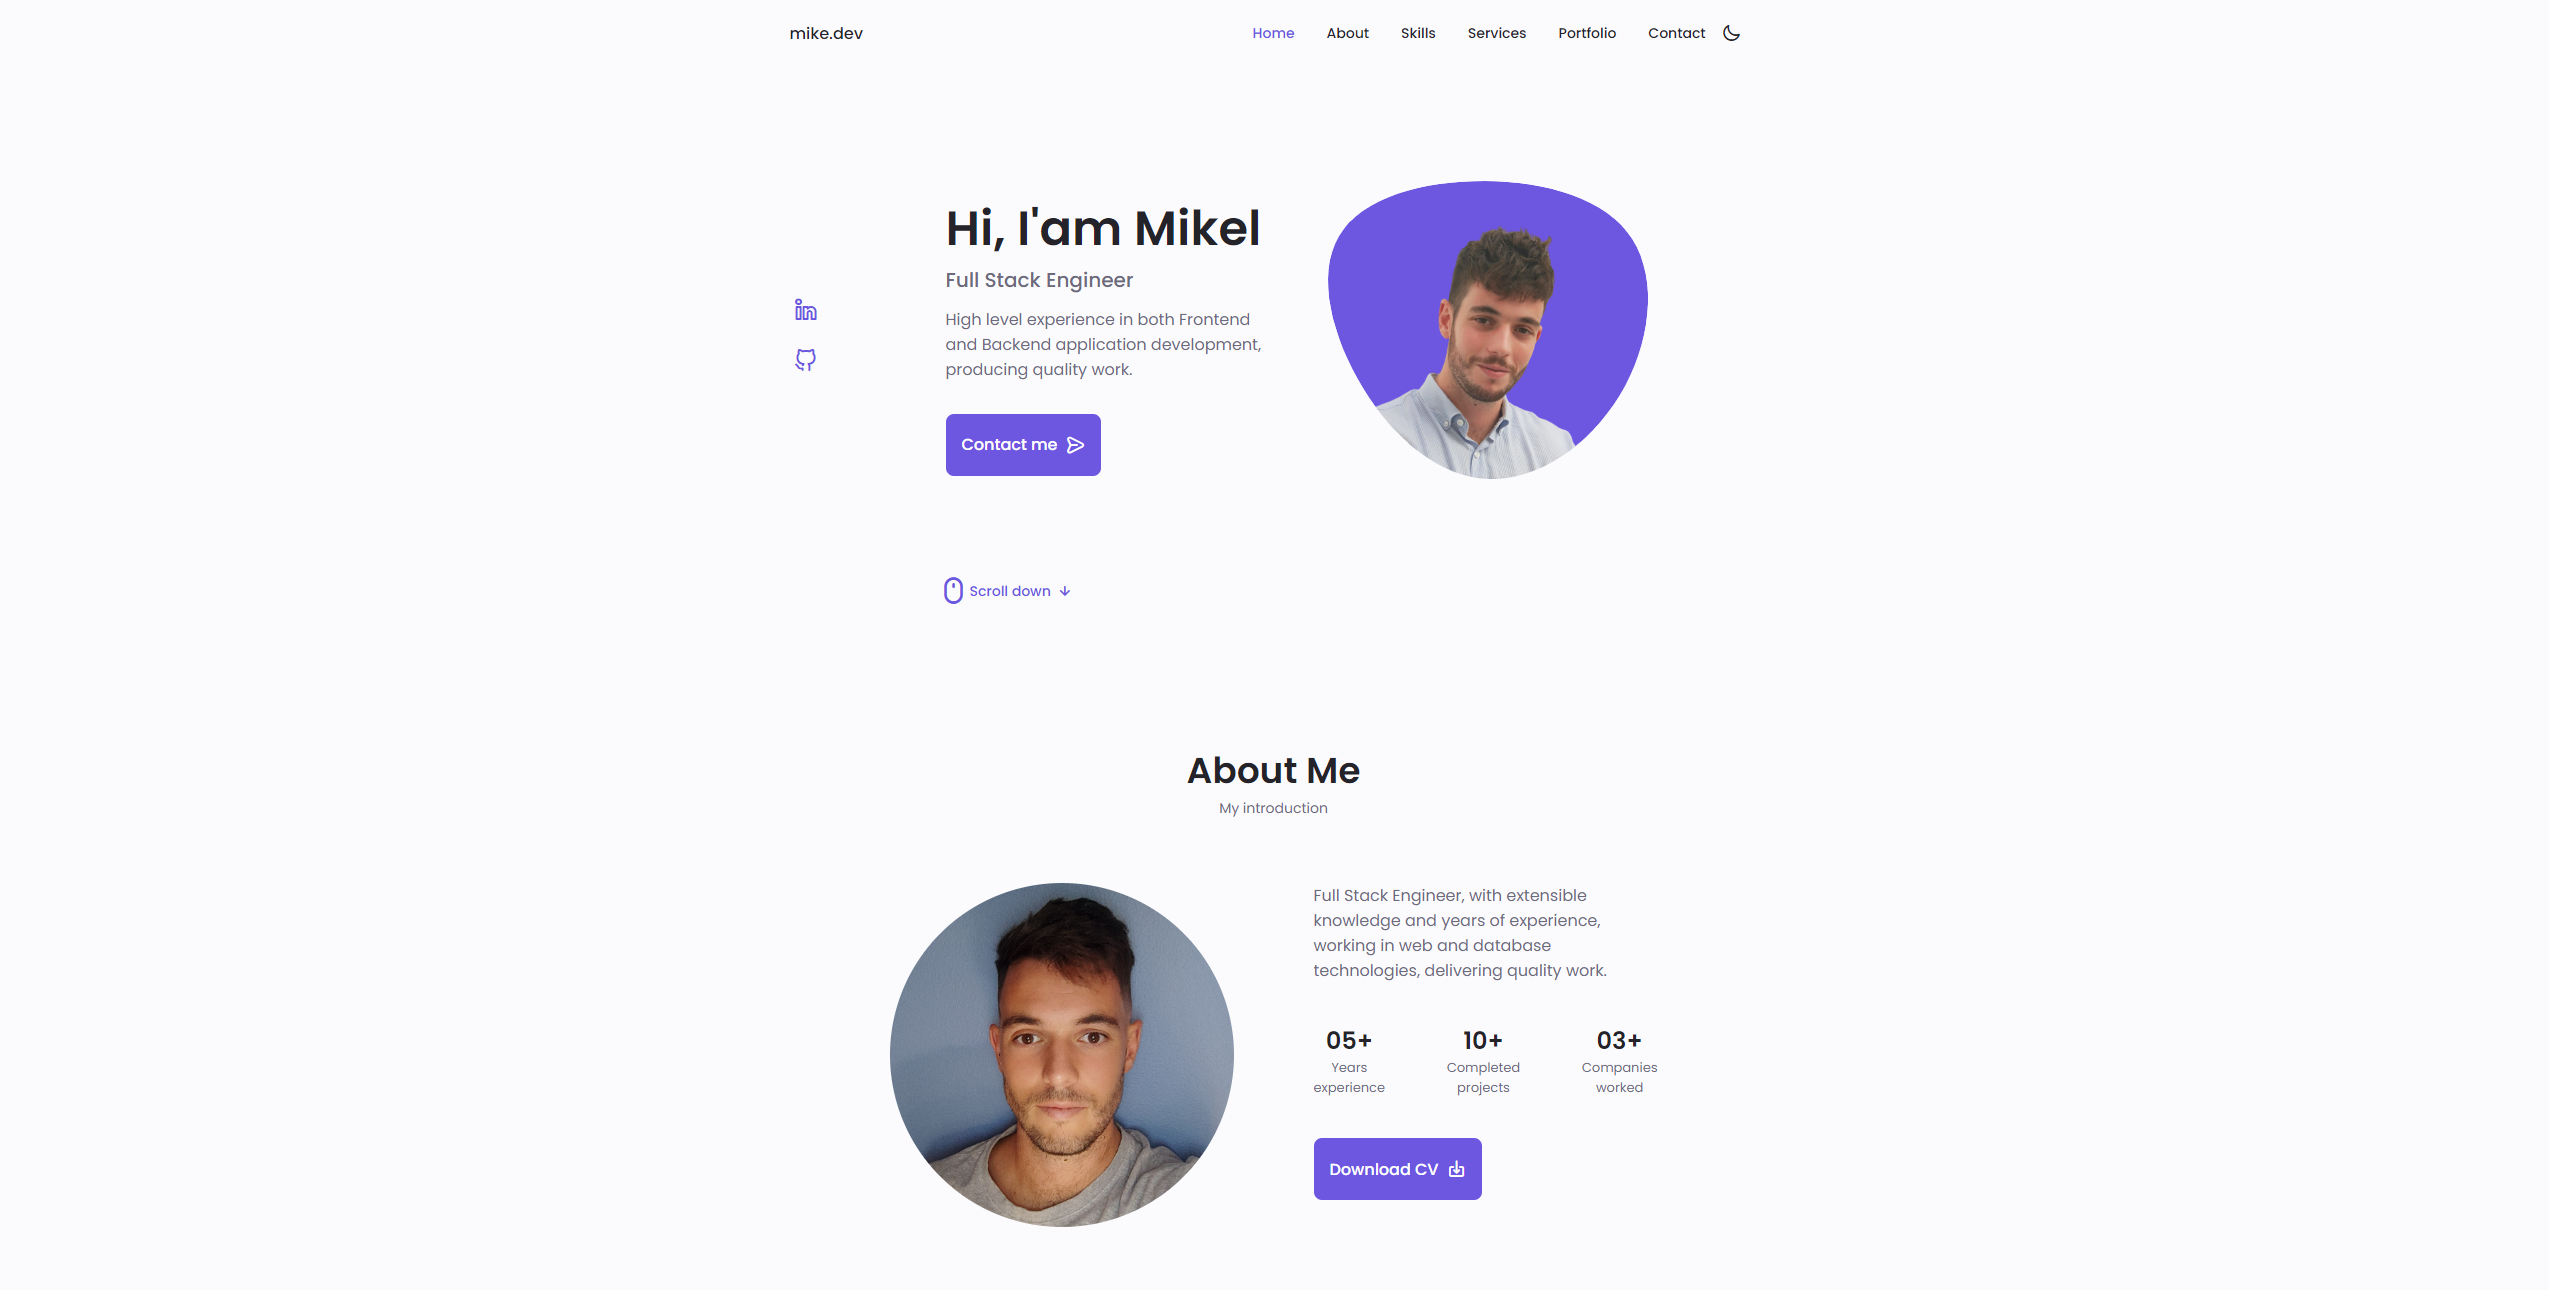 mike.dev
Home About Skills Services Portfolio Contact
Hi, I'am Mikel
Full Stack Engineer
High level experience in both Frontend
and Backend application development,
producing quality work.
Contact me
Scroll down
About Me
My introduction
Full Stack Engineer, with extensible
knowledge and years of experience,
working in web and database
technologies, delivering quality work.
05+ 10+ 03+
Years Completed Companies
experience projects worked
Download CV